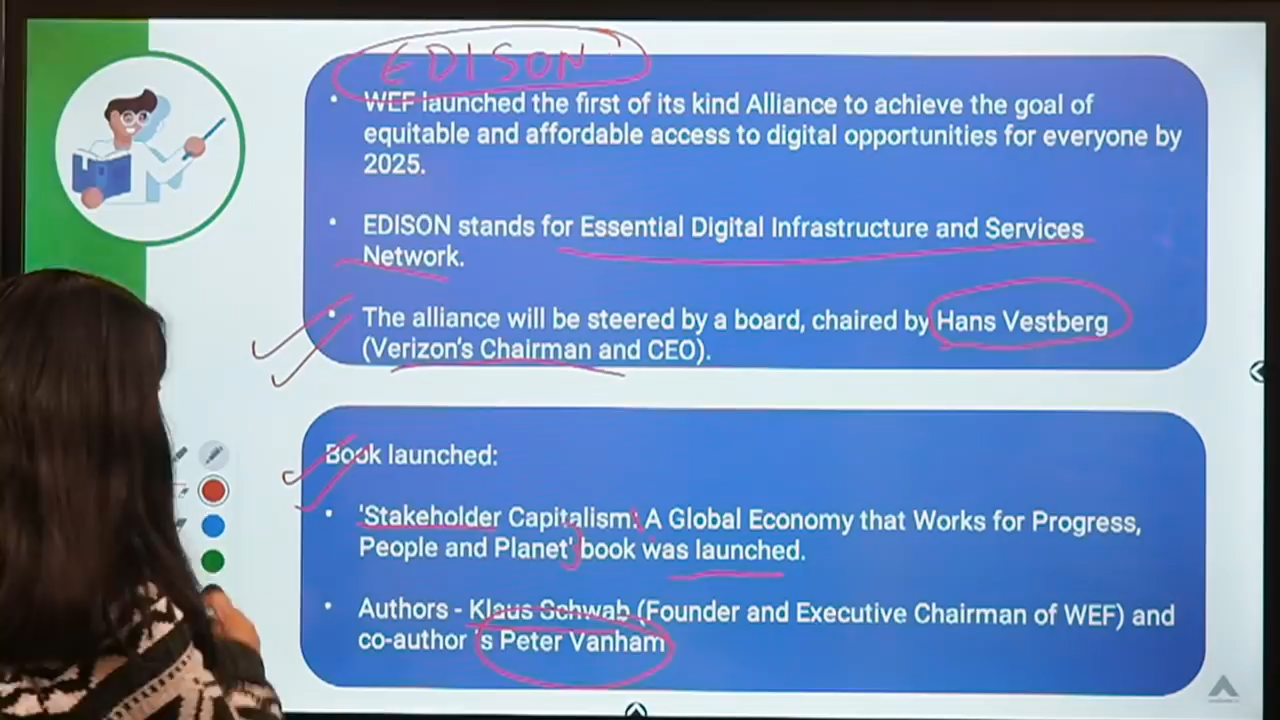 EDISON
• WEF launched the first of its kind Alliance to achieve the goal of
equitable and affordable access to digital opportunities for everyone by
2025.
• EDISON stands for Essential Digital Infrastructure and Services
Network.
• The alliance will be steered by a board, chaired by Hans Vestberg
(Verizon's Chairman and CEO).
Book launched:
• 'Stakeholder Capitalism: A Global Economy that Works for Progress,
People and Planet' book was launched.
• Authors - Klaus Schwab (Founder and Executive Chairman of WEF) and
co-author 's Peter Vanham